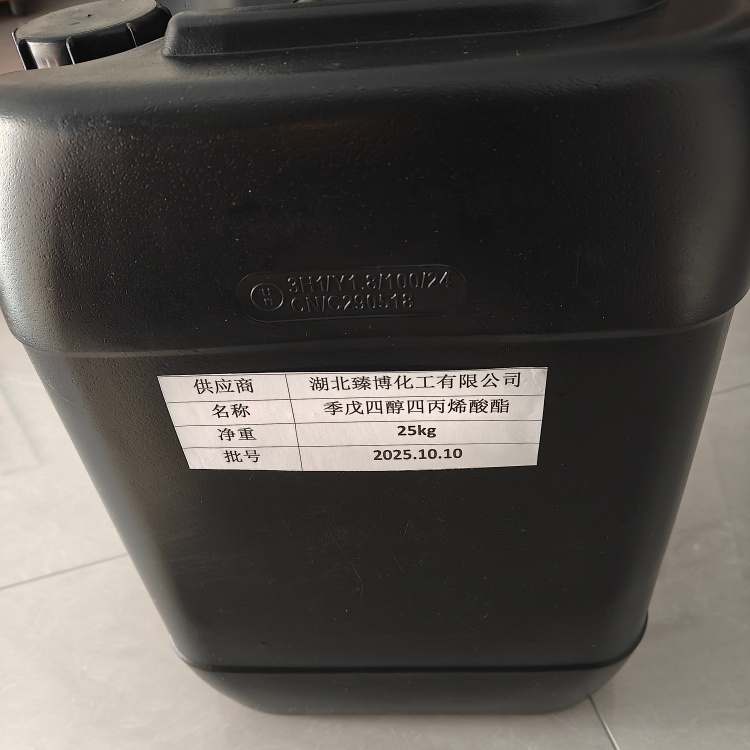 3H1/Y1.8/100/24
CN/C290518
供应商 湖北臻博化工有限公司
名称 季戊四醇四丙烯酸酯
净重 25kg
批号 2025.10.10